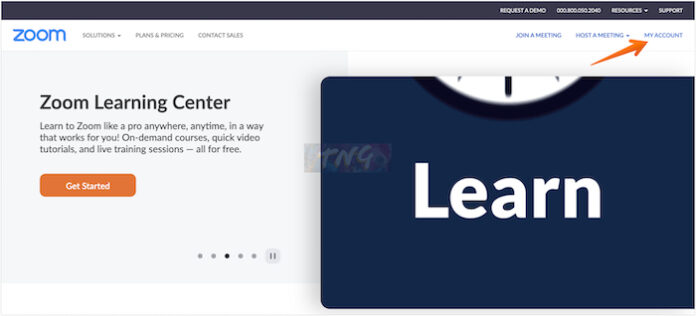 REQUEST A DEMO 000.800.050.2040 RESOURCES SUPPORT
zoom SOLUTIONS PLANS & PRICING CONTACT SALES JOIN A MEETING HOST A MEETING MY ACCOUNT
Zoom Learning Center
Learn to Zoom like a pro anywhere, anytime, in a way
that works for you! On-demand courses, quick video
tutorials, and live training sessions — all for free.
Get Started
TNG
Learn